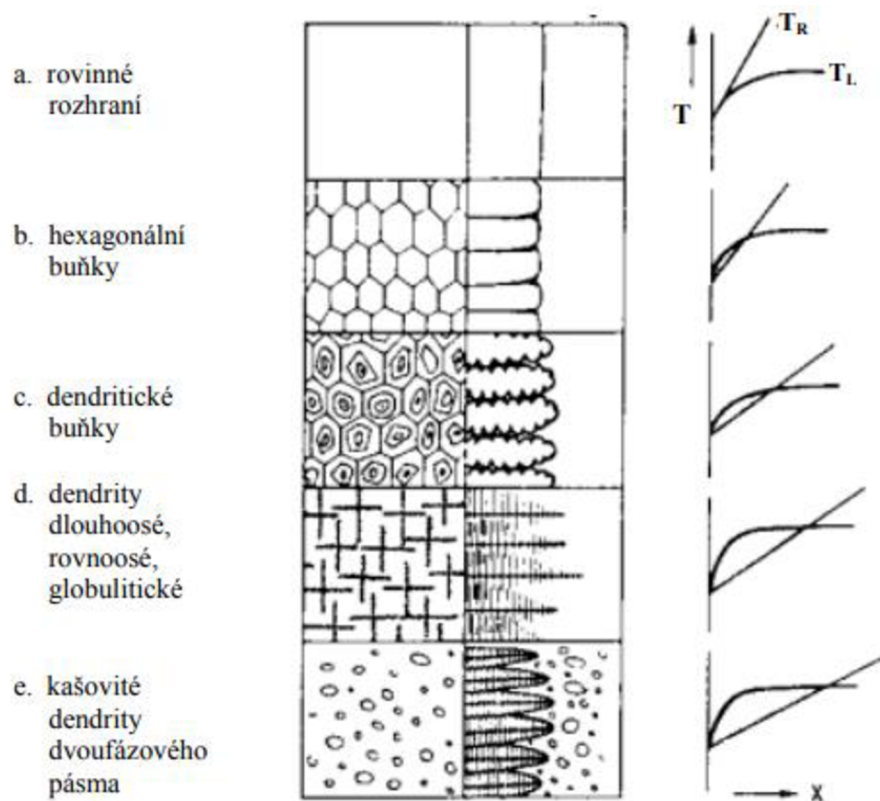 a. rovinné
rozhraní
T
T_R
T_L
b. hexagonální
buňky
c. dendritické
buňky
d. dendrity
dlouhoosé,
rovnoosé,
globulitické
e. kašovité
dendrity
dvoufázového
pásma
X